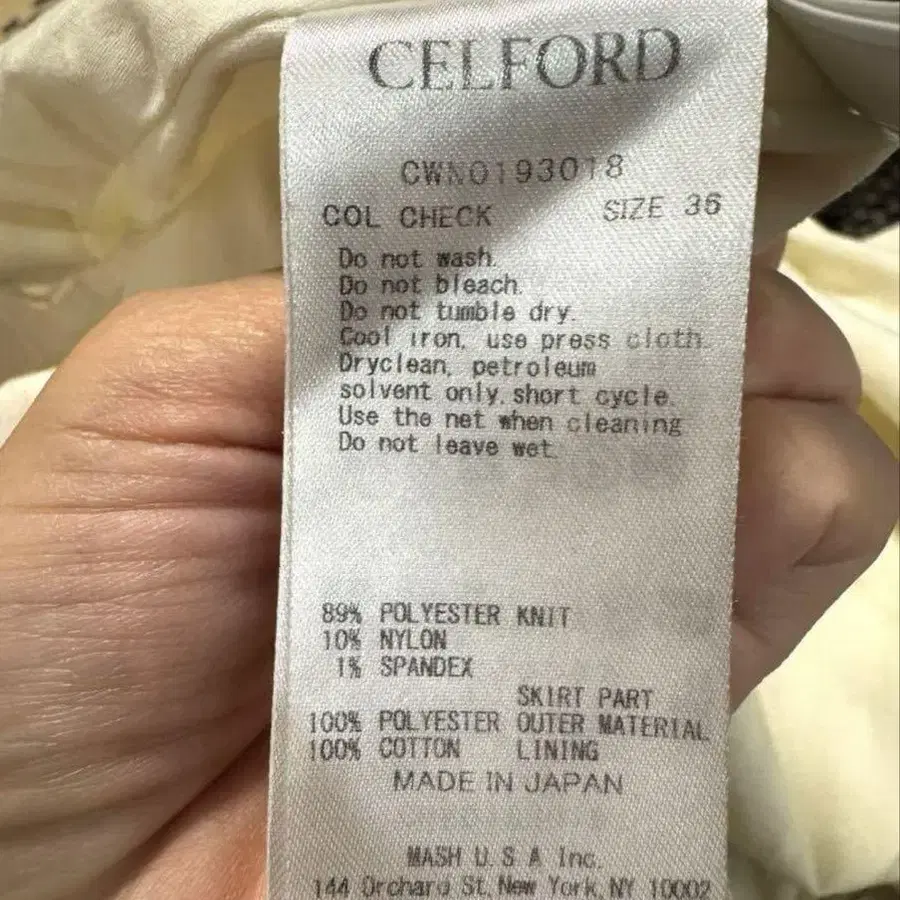 CELFORD
CWNO193018
COL CHECK SIZE 36
Do not wash.
Do not bleach.
Do not tumble dry.
Cool iron, use press cloth.
Dryclean, petroleum
solvent only, short cycle.
Use the net when cleaning
Do not leave wet.
89% POLYESTER KNIT
10% NYLON
1% SPANDEX
SKIRT PART
100% POLYESTER OUTER MATERIAL
100% COTTON LINING
MADE IN JAPAN
MASH U.S A Inc.
144 Orchard St, New York, NY 10002